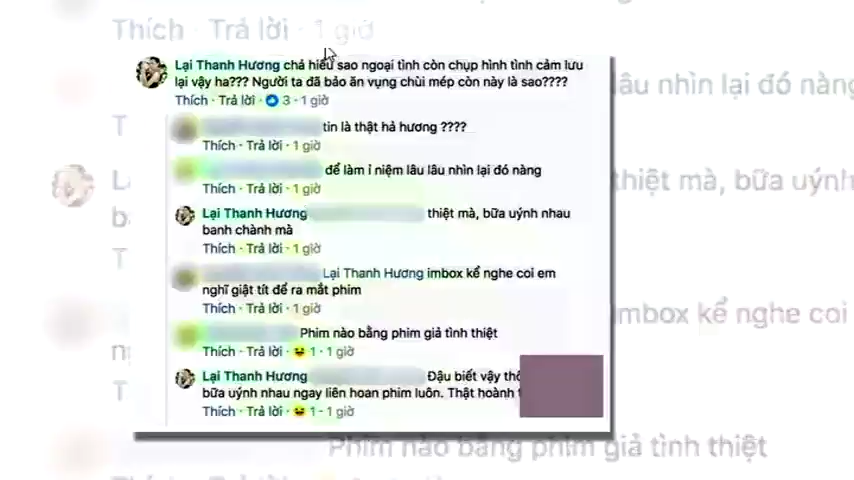 Thích · Trả lời · 1 giờ
Lại Thanh Hương chả hiểu sao ngoại tình còn chụp hình tình cảm lưu
lại vậy ha??? Người ta đã bảo ăn vụng chùi mép còn này là sao????
Thích · Trả lời · 3 · 1 giờ
tin là thật hả hương ????
Thích · Trả lời · 1 giờ
để làm ỉ niệm lâu lâu nhìn lại đó nàng
Thích · Trả lời · 1 giờ
Lại Thanh Hương thiệt mà, bữa uýnh nhau
banh chành mà
Thích · Trả lời · 1 giờ
Lại Thanh Hương imbox kể nghe coi em
nghĩ giật tít để ra mắt phim
Thích · Trả lời · 1 giờ
Phim nào bằng phim giả tình thiệt
Thích · Trả lời · 1 · 1 giờ
Lại Thanh Hương Đậu biết vậy
bữa uýnh nhau ngay liên hoan phim luôn. Thật hoành
Thích · Trả lời · 1 · 1 giờ
lâu nhìn lại đó nàng
thiệt mà, bữa uýnh
imbox kể nghe coi
Phim nào bằng phim giả tình thiệt